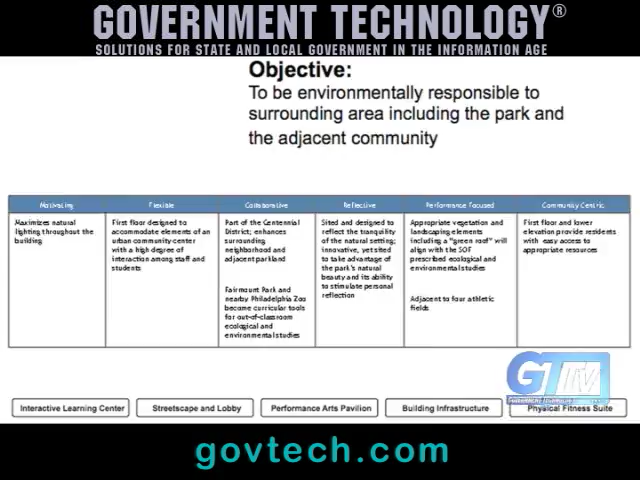 GOVERNMENT TECHNOLOGY®
SOLUTIONS FOR STATE AND LOCAL GOVERNMENT IN THE INFORMATION AGE
Objective:
To be environmentally responsible to
surrounding area including the park and
the adjacent community
Motivating
Maximizes natural
lighting throughout the
building
Flexible
First floor designed to
accommodate elements of an
urban community center
with a high degree of
interaction among staff and
students
Collaborative
Part of the Centennial
District; enhances
surrounding
neighborhood and
adjacent parkland
Fairmount Park and
nearby Philadelphia Zoo
become curricular tools
for out-of-classroom
ecological and
environmental studies
Reflective
Sited and designed to
reflect the tranquility
of the natural setting;
innovative, yet sited
to take advantage of
the park's natural
beauty and its ability
to stimulate personal
reflection
Performance Focused
Appropriate vegetation and
landscaping elements
including a "green roof" will
align with the SOF
prescribed ecological and
environmental studies
Adjacent to four athletic
fields
Community Centric
First floor and lower
elevation provide residents
with easy access to
appropriate resources
GTTV
GOVERNMENT TECHNOLOGY
Interactive Learning Center
Streetscape and Lobby
Performance Arts Pavilion
Building Infrastructure
Physical Fitness Suite
govtech.com